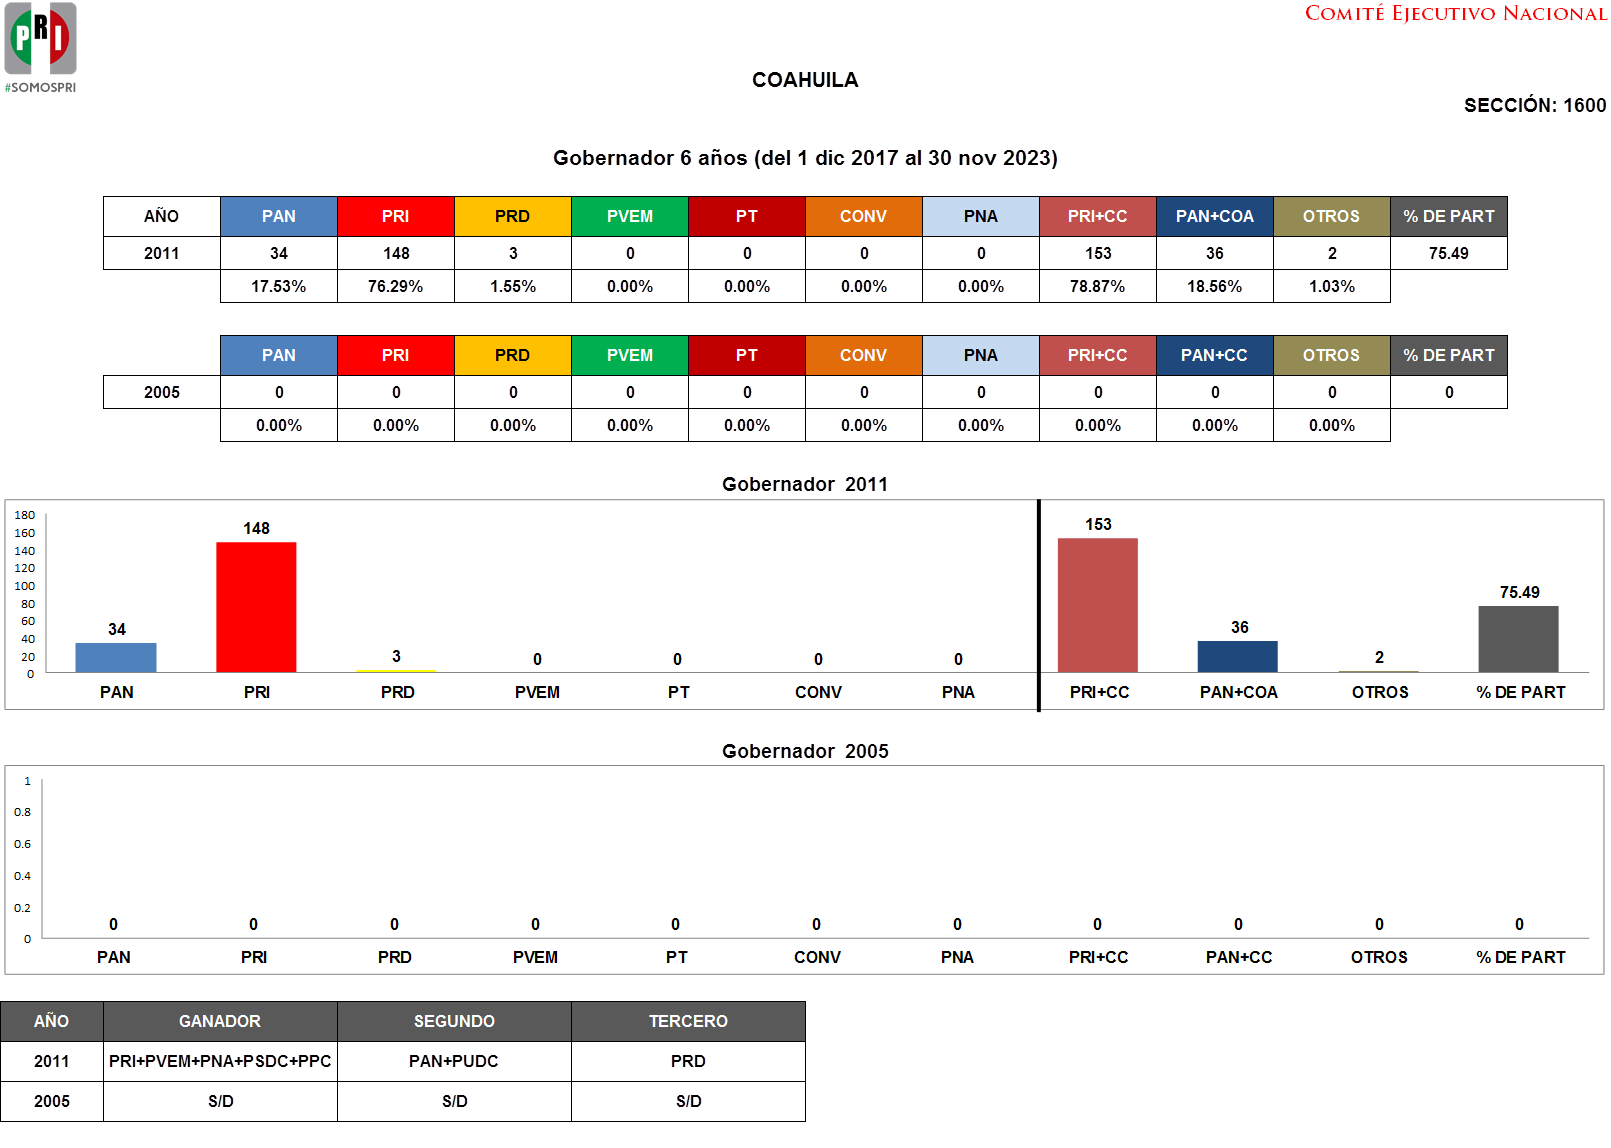 PRI
#SOMOSPRI
COMITÉ EJECUTIVO NACIONAL
COAHUILA
SECCIÓN: 1600
Gobernador 6 años (del 1 dic 2017 al 30 nov 2023)
AÑO PAN PRI PRD PVEM PT CONV PNA PRI+CC PAN+COA OTROS % DE PART
2011 34 148 3 0 0 0 0 153 36 2 75.49
17.53% 76.29% 1.55% 0.00% 0.00% 0.00% 0.00% 78.87% 18.56% 1.03%
PAN PRI PRD PVEM PT CONV PNA PRI+CC PAN+CC OTROS % DE PART
2005 0 0 0 0 0 0 0 0 0 0 0
0.00% 0.00% 0.00% 0.00% 0.00% 0.00% 0.00% 0.00% 0.00% 0.00%
Gobernador 2011
180
160
140
120
100
80
60
40
20
0
34 148 3 0 0 0 0 153 36 2 75.49
PAN PRI PRD PVEM PT CONV PNA PRI+CC PAN+COA OTROS % DE PART
Gobernador 2005
1
0.8
0.6
0.4
0.2
0
0 0 0 0 0 0 0 0 0 0 0
PAN PRI PRD PVEM PT CONV PNA PRI+CC PAN+CC OTROS % DE PART
AÑO GANADOR SEGUNDO TERCERO
2011 PRI+PVEM+PNA+PSDC+PPC PAN+PUDC PRD
2005 S/D S/D S/D